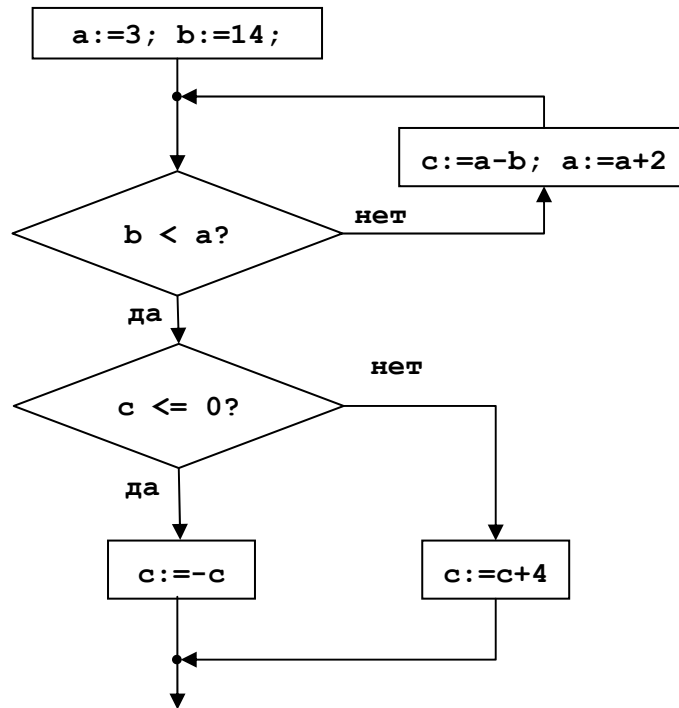 a:=3; b:=14;
c:=a-b; a:=a+2
b < a?
нет
да
c <= 0?
нет
да
c:=-c
c:=c+4